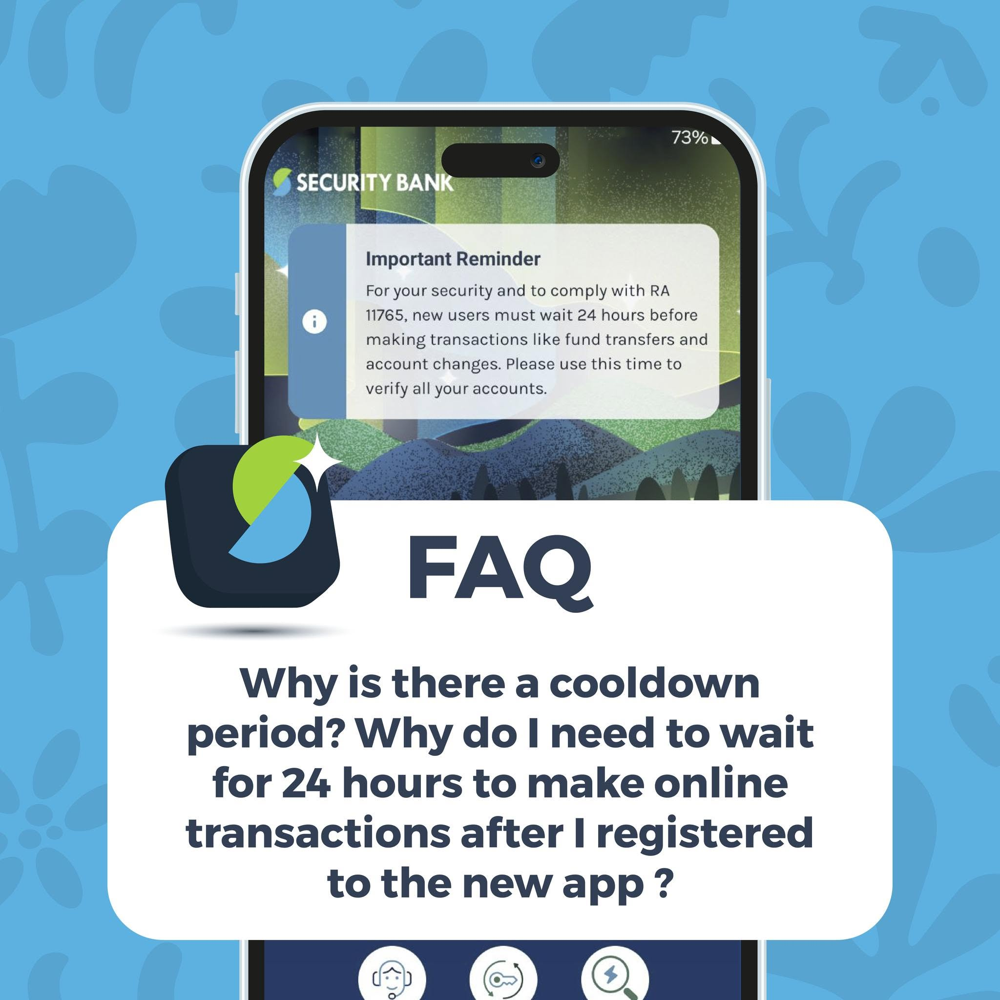 73%
SECURITY BANK
Important Reminder
For your security and to comply with RA
11765, new users must wait 24 hours before
making transactions like fund transfers and
account changes. Please use this time to
verify all your accounts.
FAQ
Why is there a cooldown
period? Why do I need to wait
for 24 hours to make online
transactions after I registered
to the new app ?